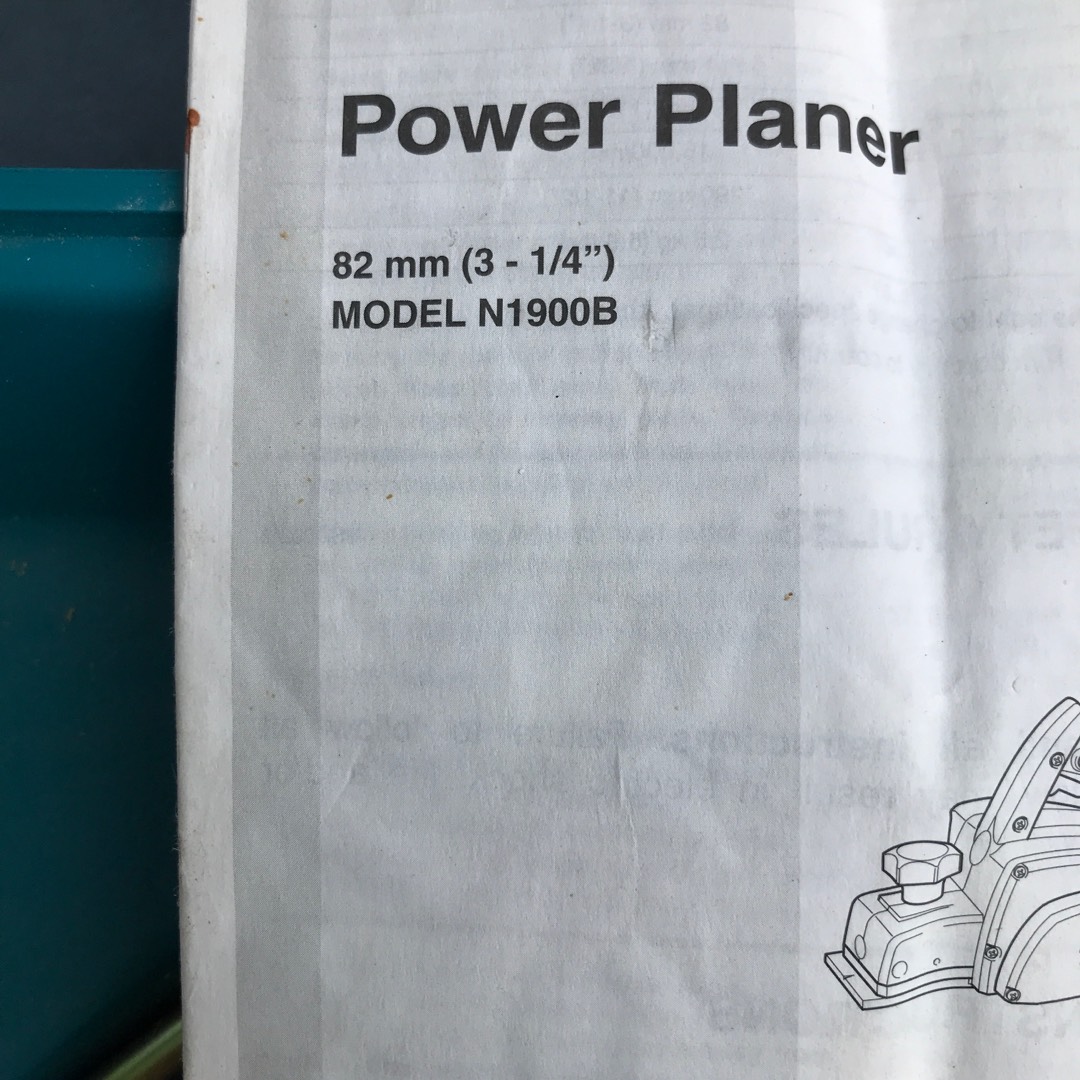 Power Planer
82 mm (3 - 1/4”)
MODEL N1900B